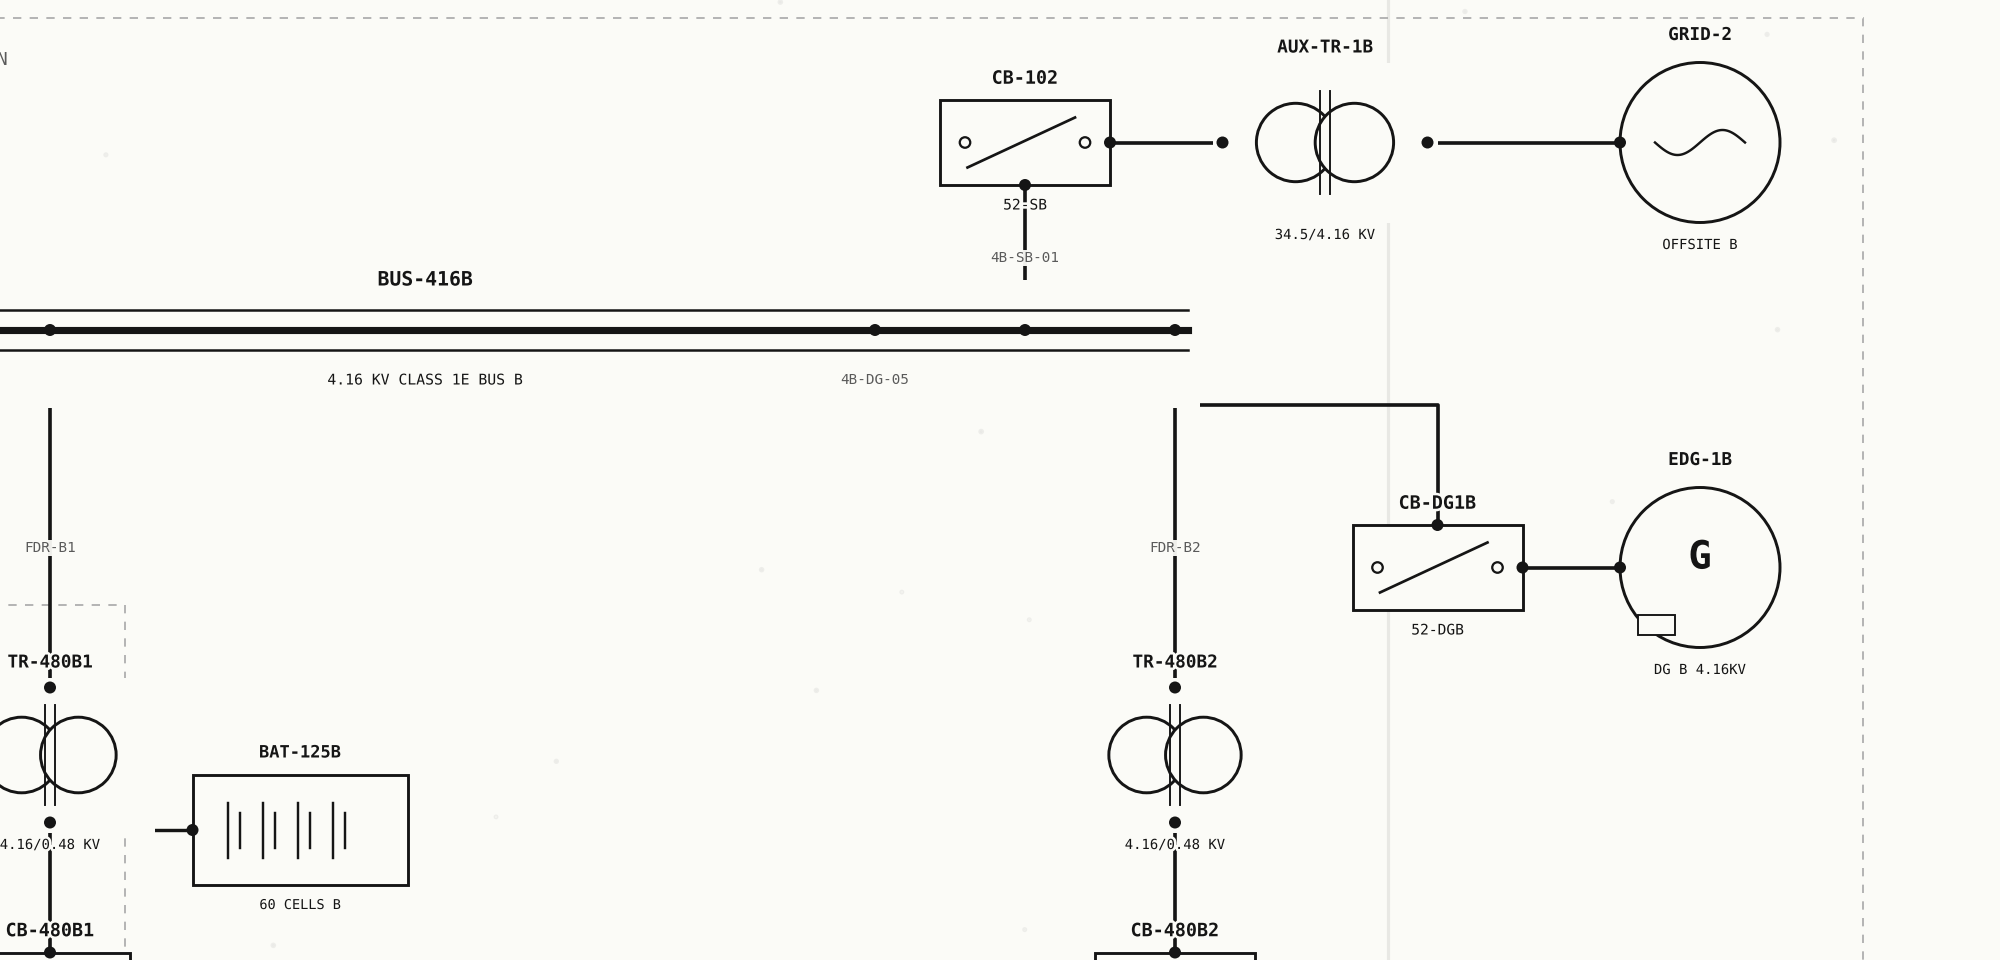 GRID-2
AUX-TR-1B
N
CB-102
52-SB
34.5/4.16 KV
OFFSITE B
4B-SB-01
BUS-416B
4.16 KV CLASS 1E BUS B
4B-DG-05
EDG-1B
CB-DG1B
FDR-B1
FDR-B2
G
52-DGB
TR-480B1
TR-480B2
DG B 4.16KV
BAT-125B
4.16/0.48 KV
4.16/0.48 KV
60 CELLS B
CB-480B1
CB-480B2